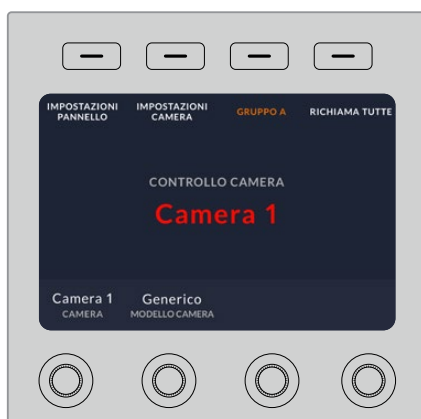 IMPOSTAZIONI PANNELLO
IMPOSTAZIONI CAMERA
GRUPPO A
RICHIAMA TUTTE
CONTROLLO CAMERA
Camera 1
Camera 1
CAMERA
Generico
MODELLO CAMERA